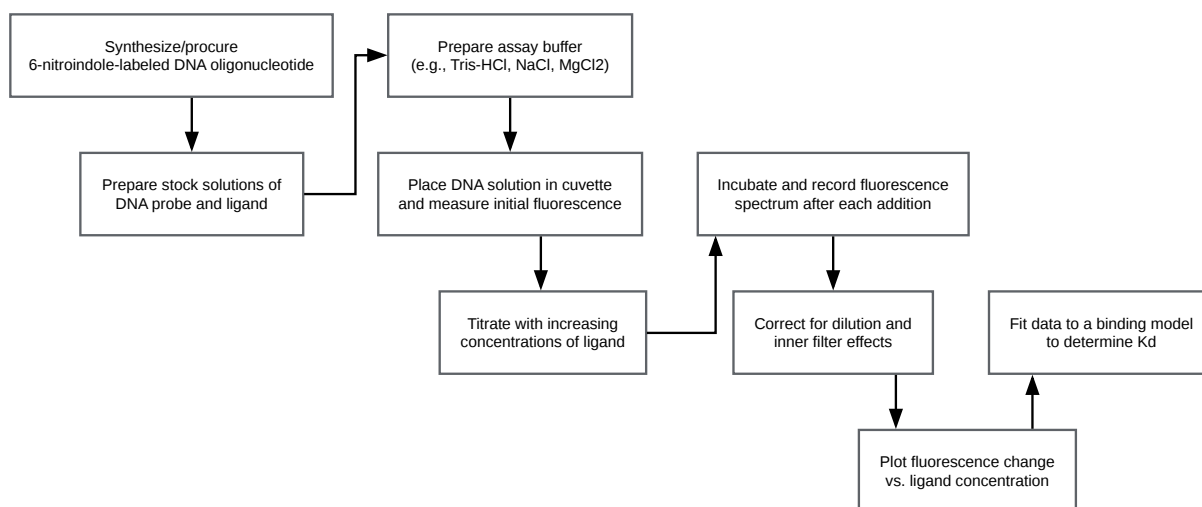 Synthesize/procure
6-nitroindole-labeled DNA oligonucleotide
Prepare stock solutions of
DNA probe and ligand
Prepare assay buffer
(e.g., Tris-HCl, NaCl, MgCl2)
Place DNA solution in cuvette
and measure initial fluorescence
Titrate with increasing
concentrations of ligand
Incubate and record fluorescence
spectrum after each addition
Correct for dilution and
inner filter effects
Plot fluorescence change
vs. ligand concentration
Fit data to a binding model
to determine Kd